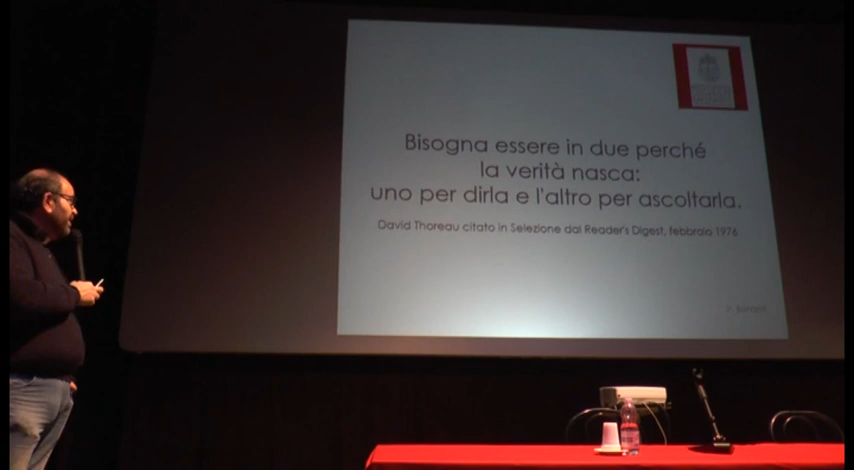 Bisogna essere in due perché
la verità nasca:
uno per dirla e l'altro per ascoltarla.
David Thoreau citato in Selezione dal Reader's Digest, febbraio 1976